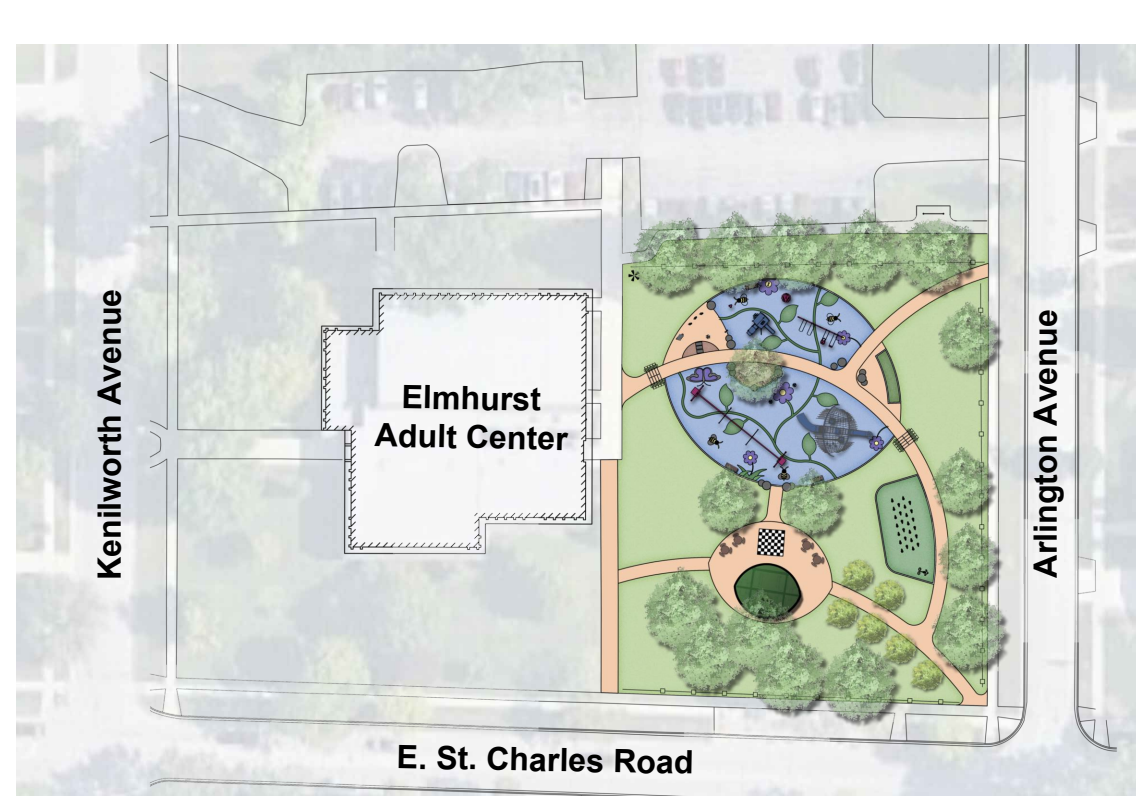 Kenilworth Avenue
Elmhurst
Adult Center
Arlington Avenue
E. St. Charles Road